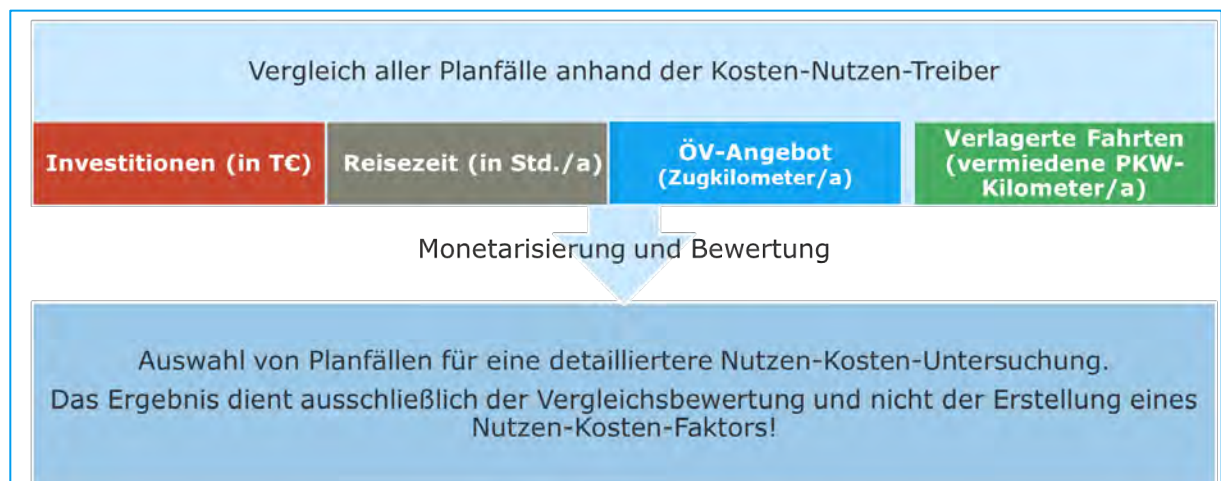 Vergleich aller Planfälle anhand der Kosten-Nutzen-Treiber
Investitionen (in T€)
Reisezeit (in Std./a)
ÖV-Angebot
(Zugkilometer/a)
Verlagerte Fahrten
(vermiedene PKW-
Kilometer/a)
Monetarisierung und Bewertung
Auswahl von Planfällen für eine detailliertere Nutzen-Kosten-Untersuchung.
Das Ergebnis dient ausschließlich der Vergleichsbewertung und nicht der Erstellung eines
Nutzen-Kosten-Faktors!